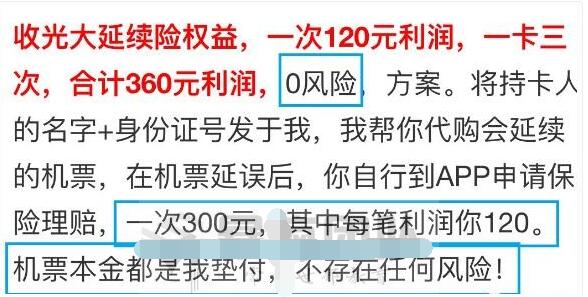 收光大延续险权益，一次120元利润，一卡三
次，合计360元利润，0风险，方案。将持卡人
的名字+身份证号发于我，我帮你代购会延续
的机票，在机票延误后，你自行到APP申请保
险理赔，一次300元，其中每笔利润你120。
机票本金都是我垫付，不存在任何风险！